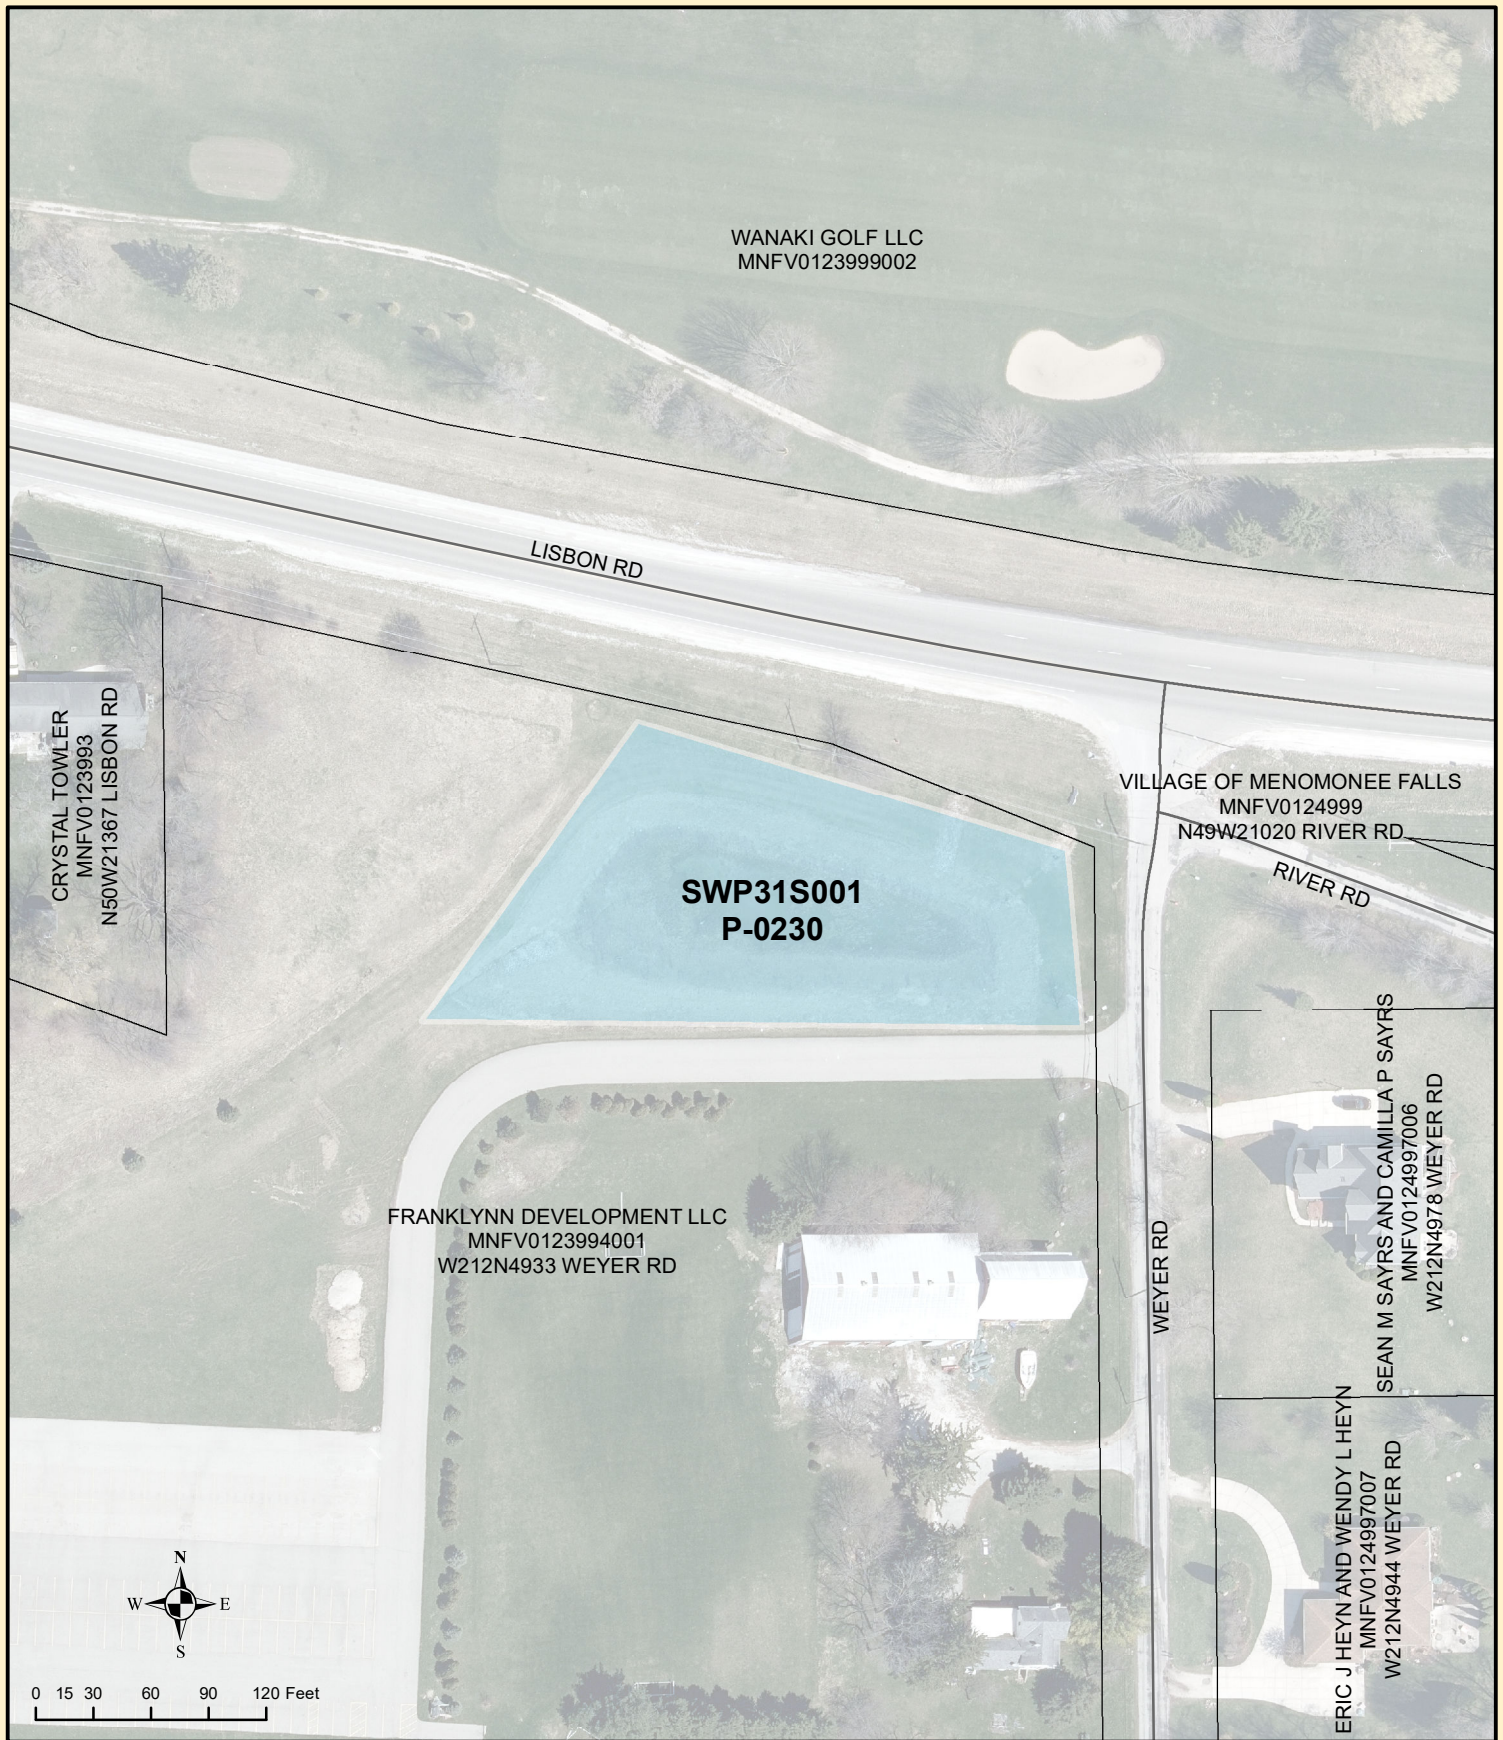 WANAKI GOLF LLC
MNFV0123999002
LISBON RD
CRYSTAL TOWLER
MNFV0123993
N50W21367 LISBON RD
VILLAGE OF MENOMONEE FALLS
MNFV0124999
N49W21020 RIVER RD
RIVER RD
SWP31S001
P-0230
SEAN M SAYRS AND CAMILLA P SAYRS
MNFV0124997006
W212N4978 WEYER RD
FRANKLYNN DEVELOPMENT LLC
MNFV0123994001
W212N4933 WEYER RD
WEYER RD
ERIC J HEYN AND WENDY L HEYN
MNFV0124997007
W212N4944 WEYER RD
N
W E
S
0 15 30 60 90 120 Feet